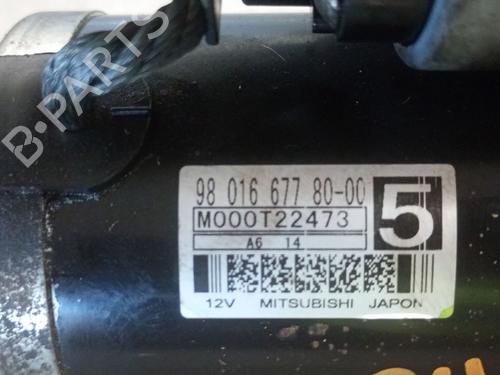 B-PARTS
98 016 677 80-00
5
M000T22473
A6 14
12V MITSUBISHI JAPON